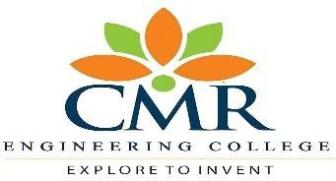 CMR
ENGINEERING COLLEGE
EXPLORE TO INVENT